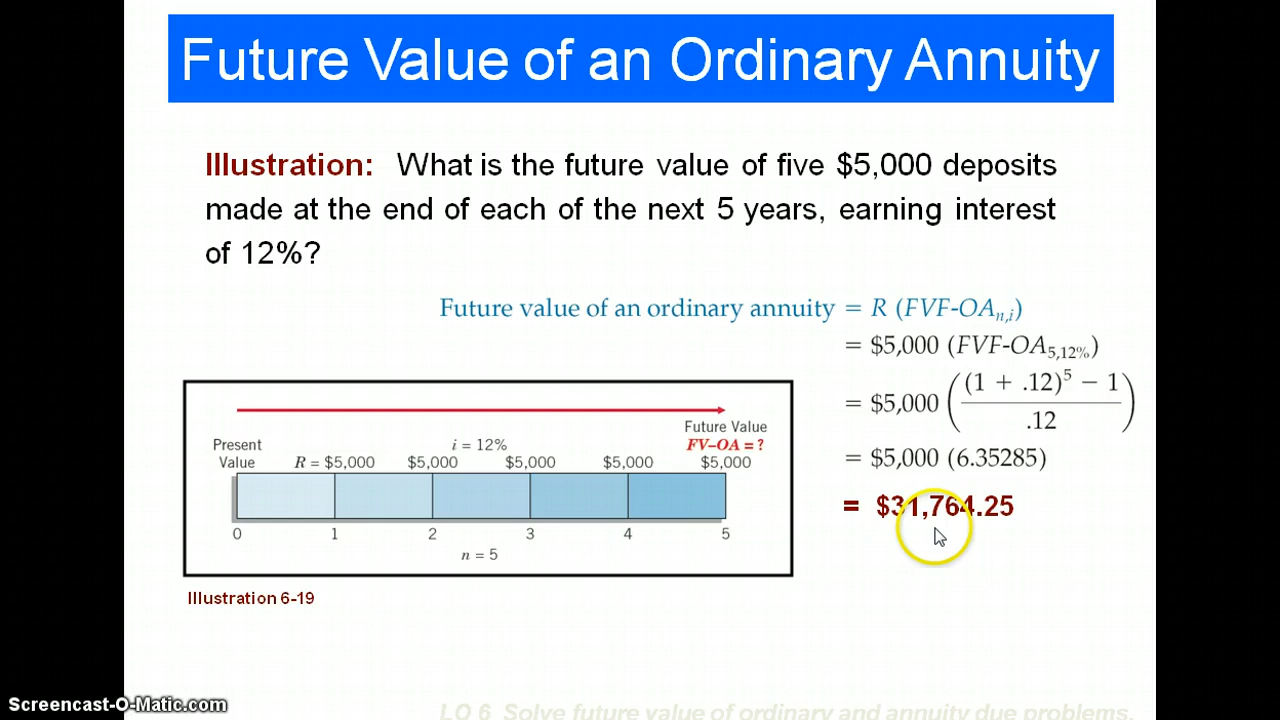 Future Value of an Ordinary Annuity
Illustration: What is the future value of five $5,000 deposits
made at the end of each of the next 5 years, earning interest
of 12%?
Future value of an ordinary annuity = R (FVF-OAn,i)
= $5,000 (FVF-OA5,12%)
= $5,000 ( (1 + .12)5 − 1
.12 )
= $5,000 (6.35285)
= $31,764.25
Future Value
Present i = 12% FV–OA = ?
Value R = $5,000 $5,000 $5,000 $5,000 $5,000
0 1 2 3 4 5
n = 5
Illustration 6-19
Screencast-O-Matic.com
LO 6 Solve future value of ordinary and annuity due problems.